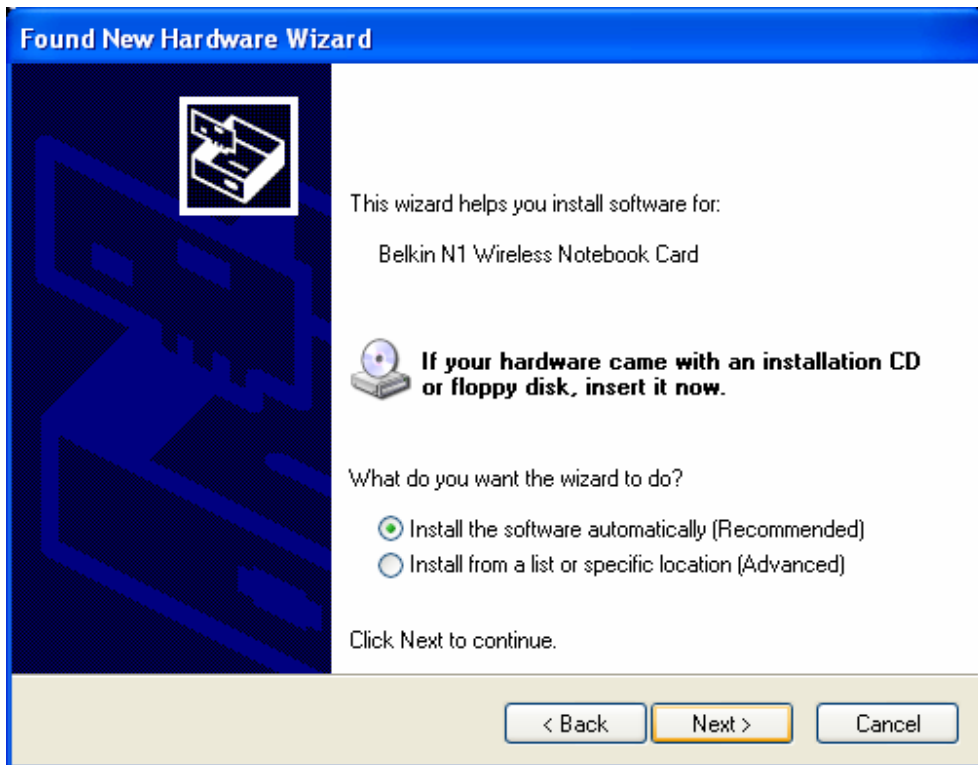 Found New Hardware Wizard
This wizard helps you install software for:
Belkin N1 Wireless Notebook Card
If your hardware came with an installation CD
or floppy disk, insert it now.
What do you want the wizard to do?
Install the software automatically (Recommended)
Install from a list or specific location (Advanced)
Click Next to continue.
< Back
Next >
Cancel